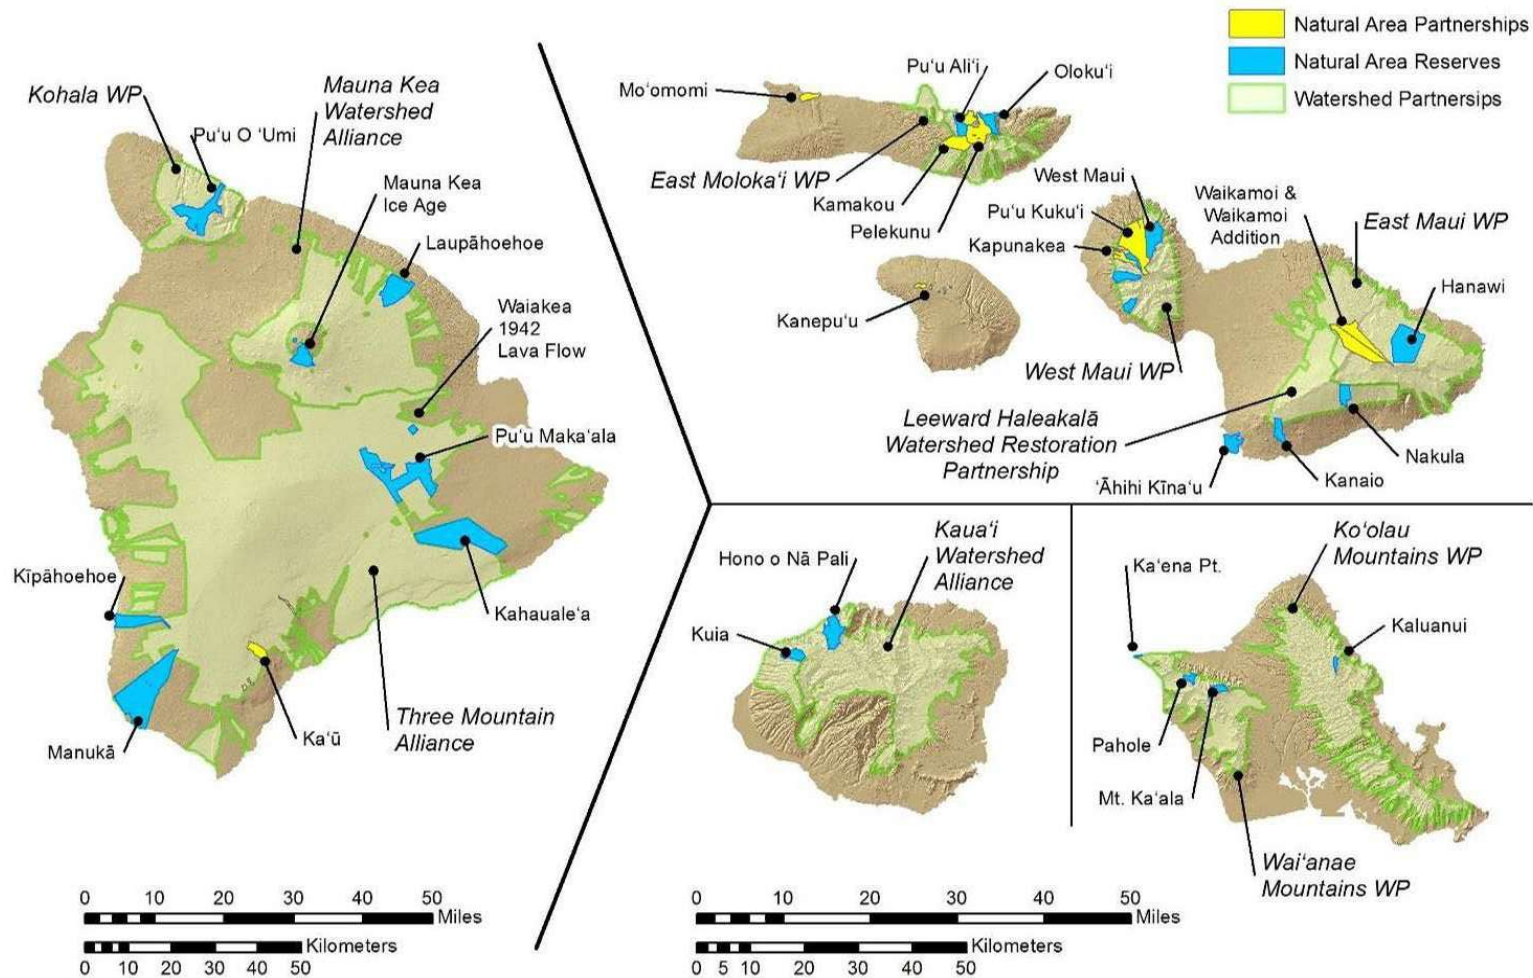 Natural Area Partnerships
Natural Area Reserves
Watershed Partnersips
Kohala WP
Pu‘u O ‘Umi
Mauna Kea
Watershed
Alliance
Mauna Kea
Ice Age
Laupāhoehoe
Waiakea
1942
Lava Flow
Pu‘u Maka‘ala
Kīpāhoehoe
Kahauale‘a
Manukā
Ka‘ū
Three Mountain
Alliance
0 10 20 30 40 50
Miles
Kilometers
0 10 20 30 40 50
Mo‘omomi
Pu‘u Ali‘i
Oloku‘i
East Moloka‘i WP
Kamakou
Pelekunu
West Maui
Pu‘u Kuku‘i
Kapunakea
Kanepu‘u
West Maui WP
Waikamoi &
Waikamoi
Addition
East Maui WP
Hanawi
Leeward Haleakalā
Watershed Restoration
Partnership
‘Āhihi Kīna‘u
Kanaio
Nakula
Hono o Nā Pali
Kaua‘i
Watershed
Alliance
Kuia
Ka‘ena Pt.
Ko‘olau
Mountains WP
Kaluanui
Pahole
Mt. Ka‘ala
Wai‘anae
Mountains WP
0 10 20 30 40 50
Miles
Kilometers
0 5 10 20 30 40 50